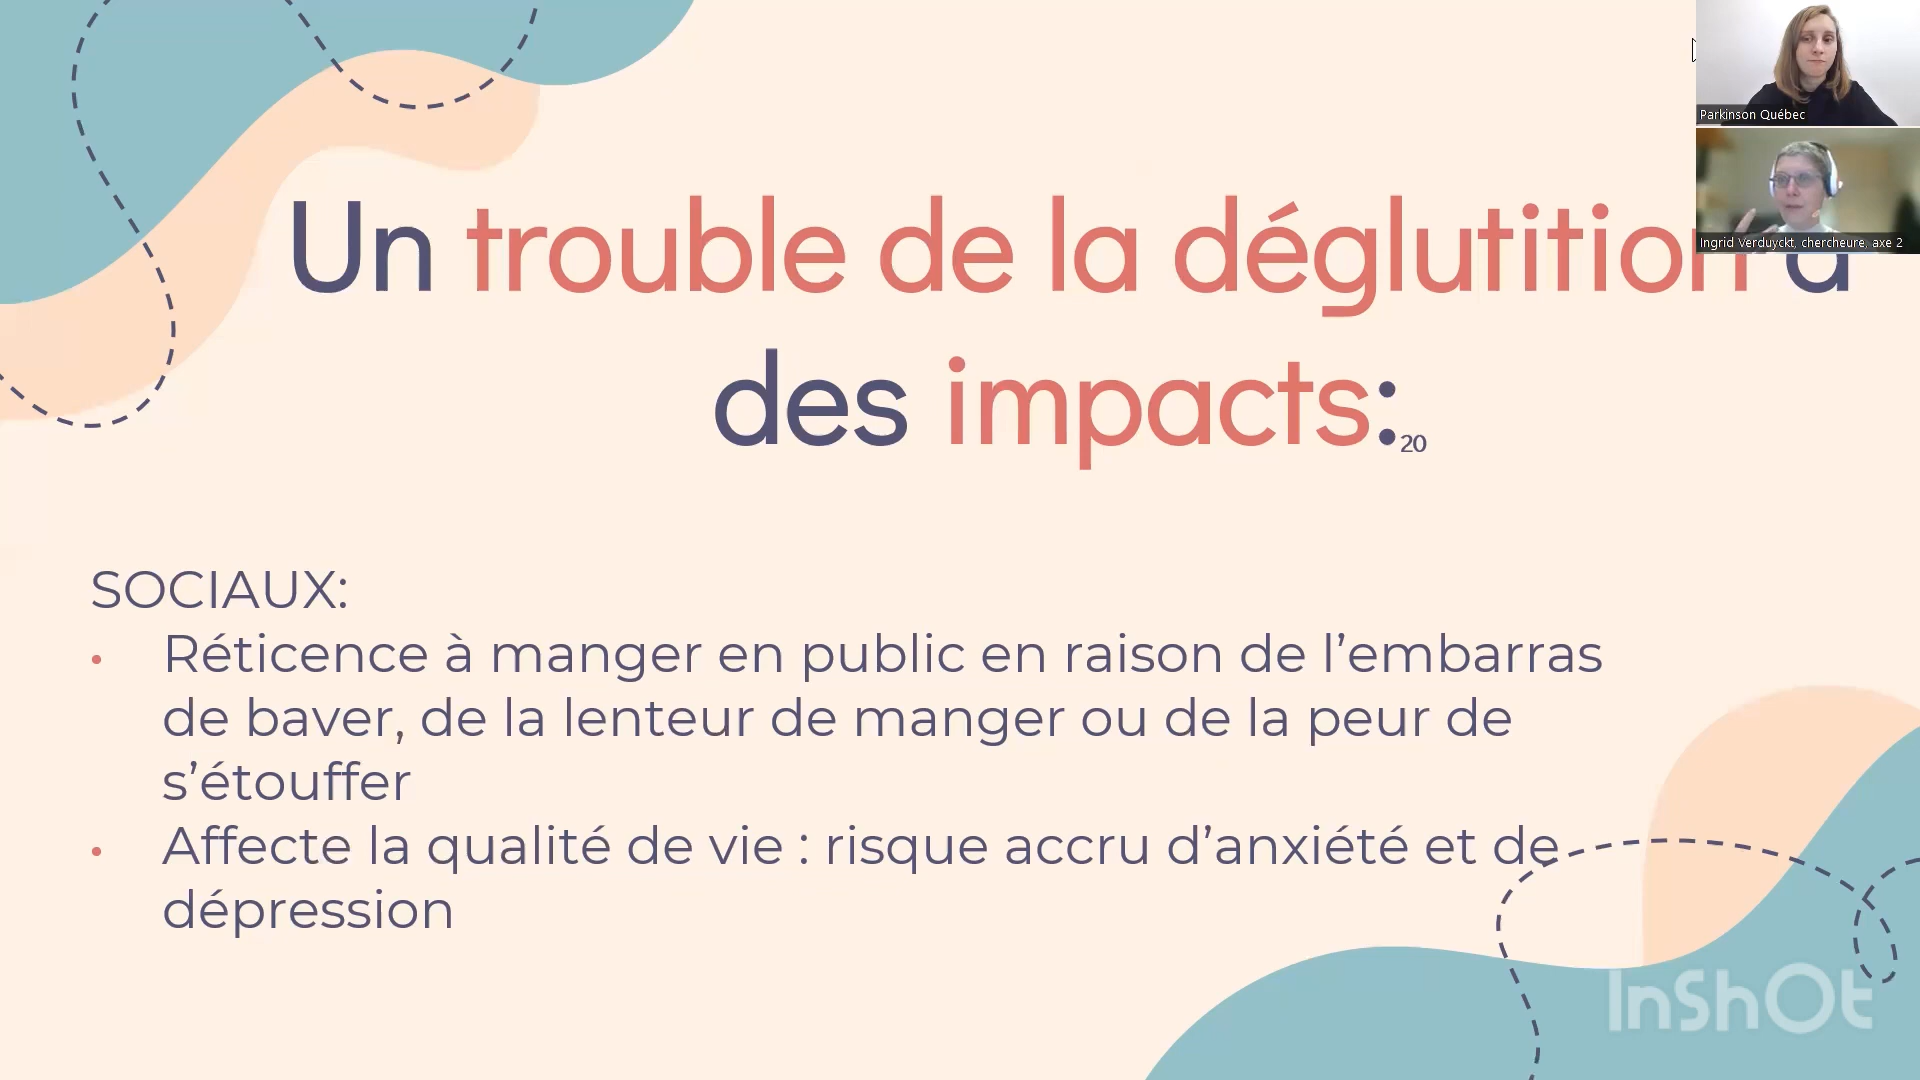 Parkinson Québec
Ingrid Verduyckt, chercheure, axe 2
Un trouble de la déglutition a
des impacts:20
SOCIAUX:
• Réticence à manger en public en raison de l’embarras
de baver, de la lenteur de manger ou de la peur de
s’étouffer
• Affecte la qualité de vie : risque accru d’anxiété et de
dépression
InShOt